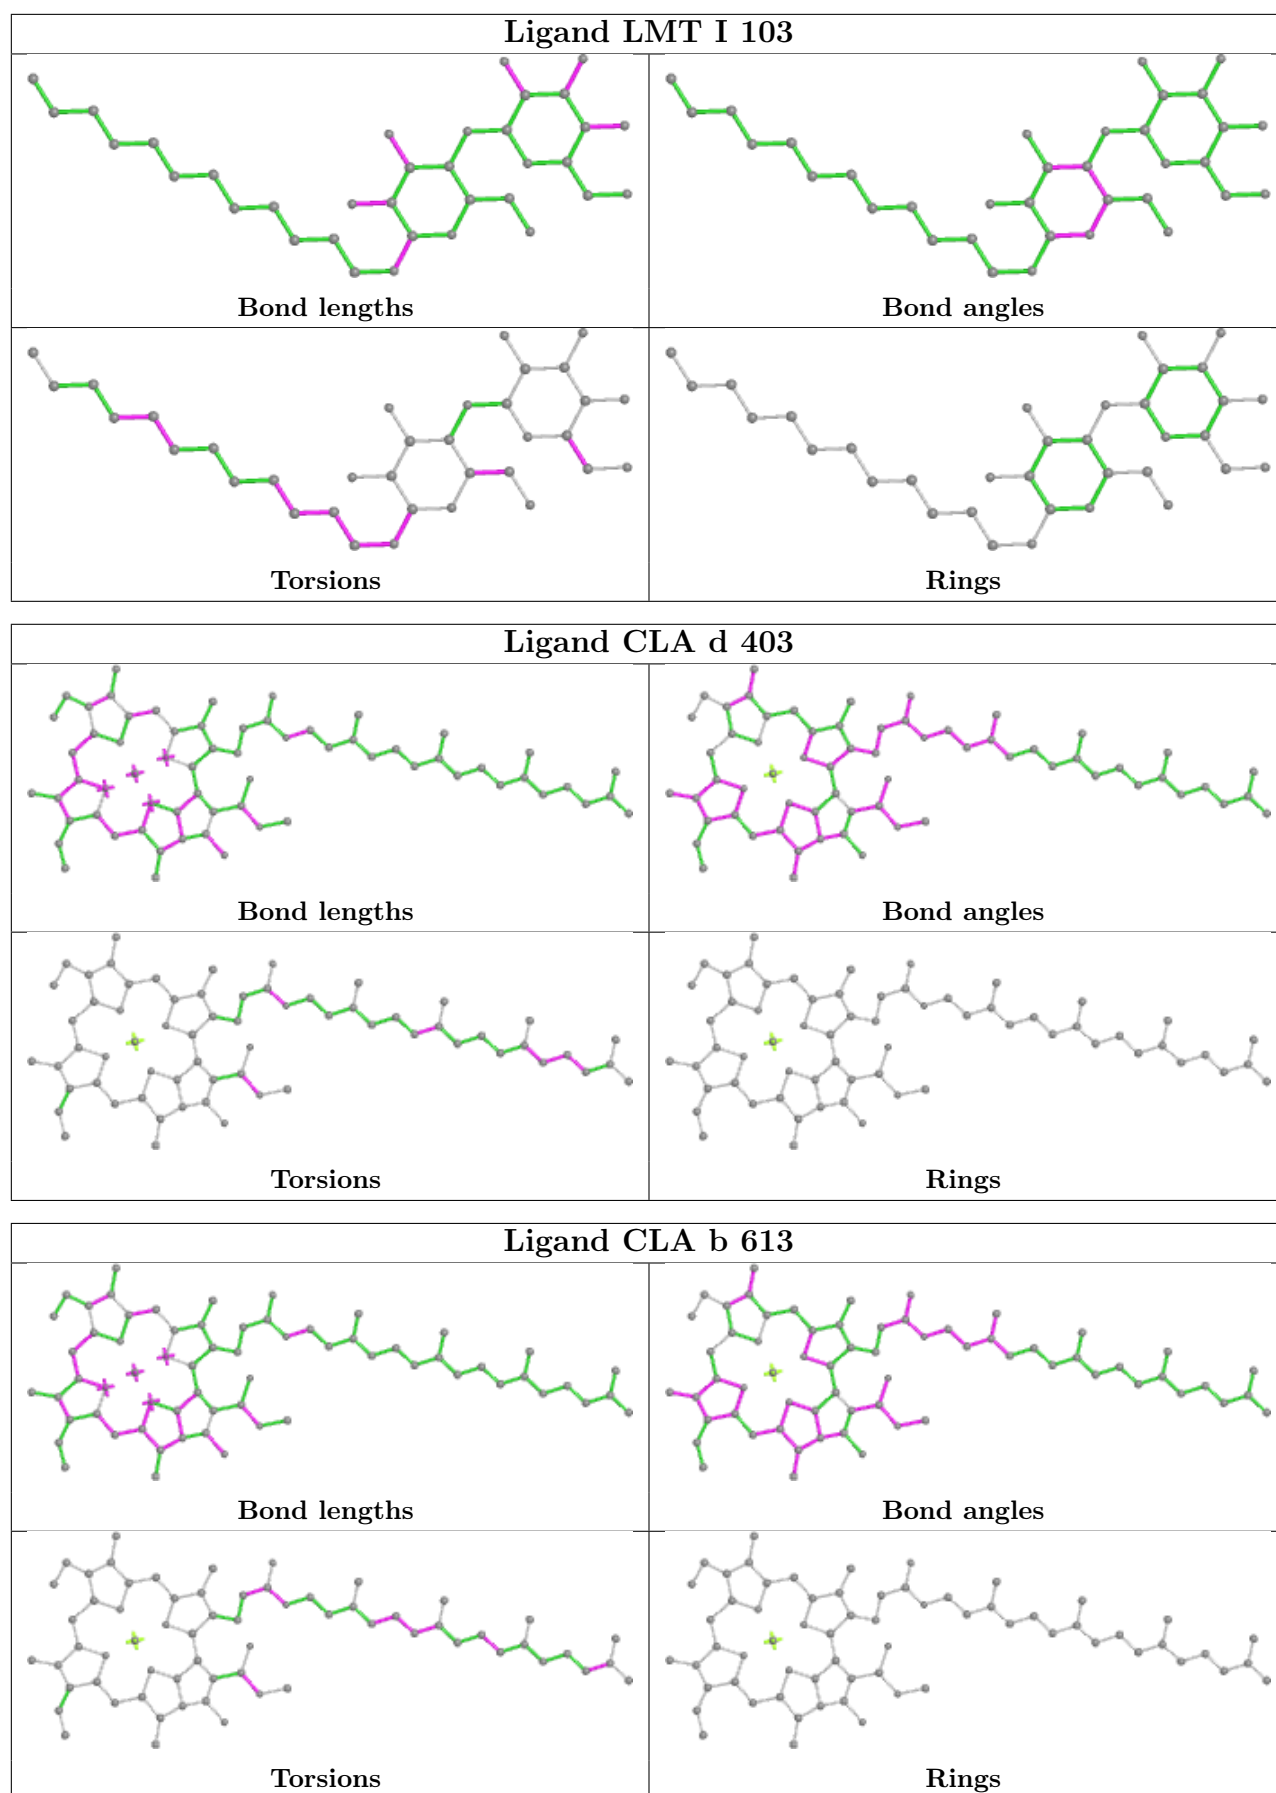 Ligand LMT I 103
Bond lengths
Bond angles
Torsions
Rings
Ligand CLA d 403
Bond lengths
Bond angles
Torsions
Rings
Ligand CLA b 613
Bond lengths
Bond angles
Torsions
Rings